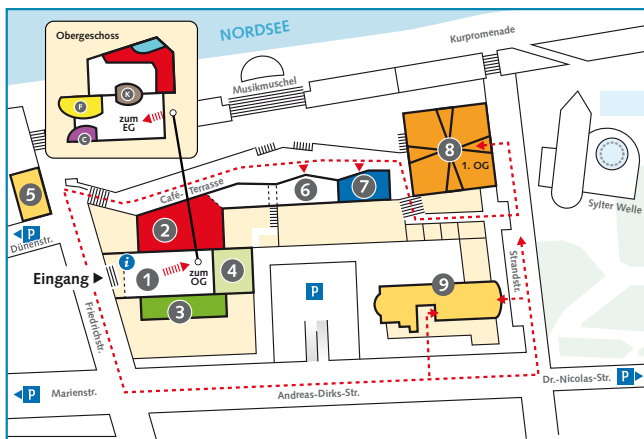 Obergeschoss
NORDSEE
Kurpromenade
Musikmuschel
K
F
C
zum
EG
8
1. OG
5
6
7
Café-Terrasse
Sylter Welle
P
Dünenstr.
2
i
Eingang
1
zum
OG
4
P
9
Strandstr.
3
Friedrichstr.
P
Marienstr.
Andreas-Dirks-Str.
Dr.-Nicolas-Str.
P